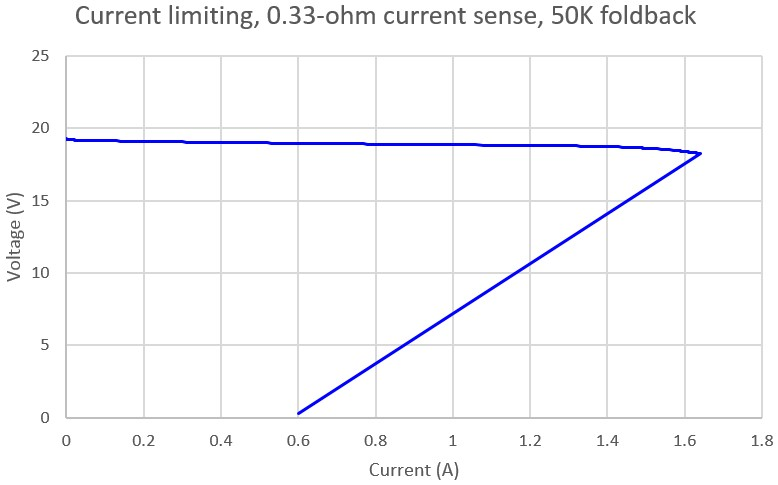 Current limiting, 0.33-ohm current sense, 50K foldback
25
20
15
10
5
0
Voltage (V)
0 0.2 0.4 0.6 0.8 1 1.2 1.4 1.6 1.8
Current (A)